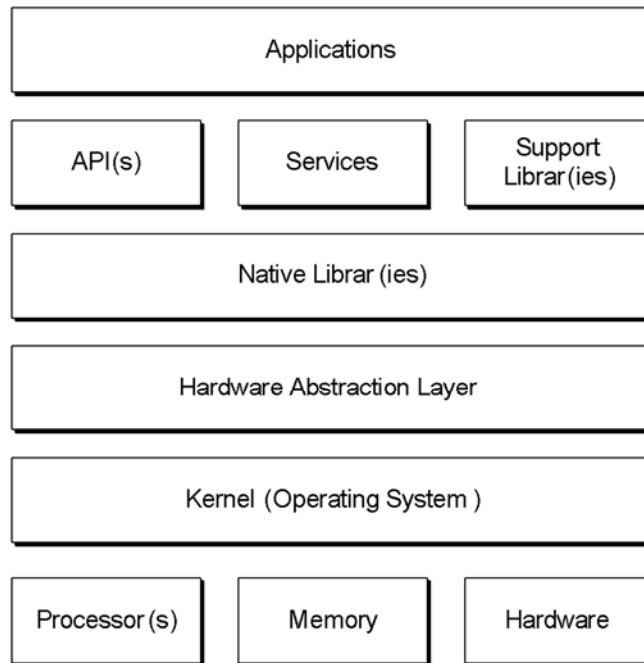 Applications
API(s)
Services
Support
Librar(ies)
Native Librar(ies)
Hardware Abstraction Layer
Kernel (Operating System )
Processor(s)
Memory
Hardware